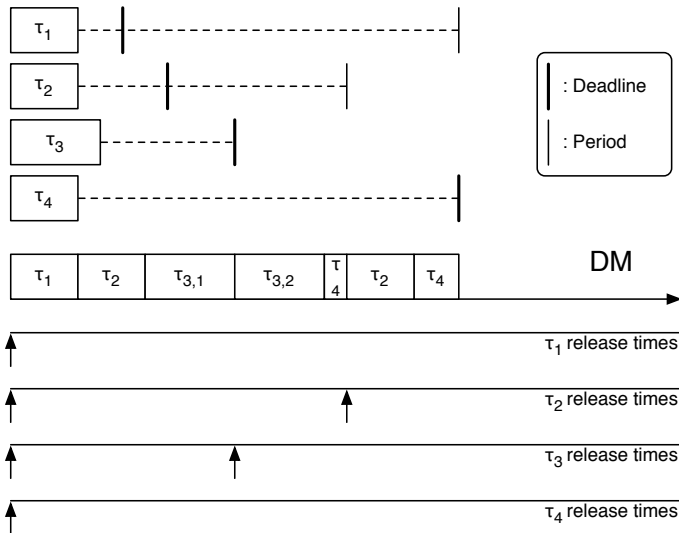 τ1
τ2
τ3
τ4
: Deadline
: Period
τ1 τ2 τ3,1 τ3,2 τ 4 τ2 τ4
DM
τ1 release times
τ2 release times
τ3 release times
τ4 release times